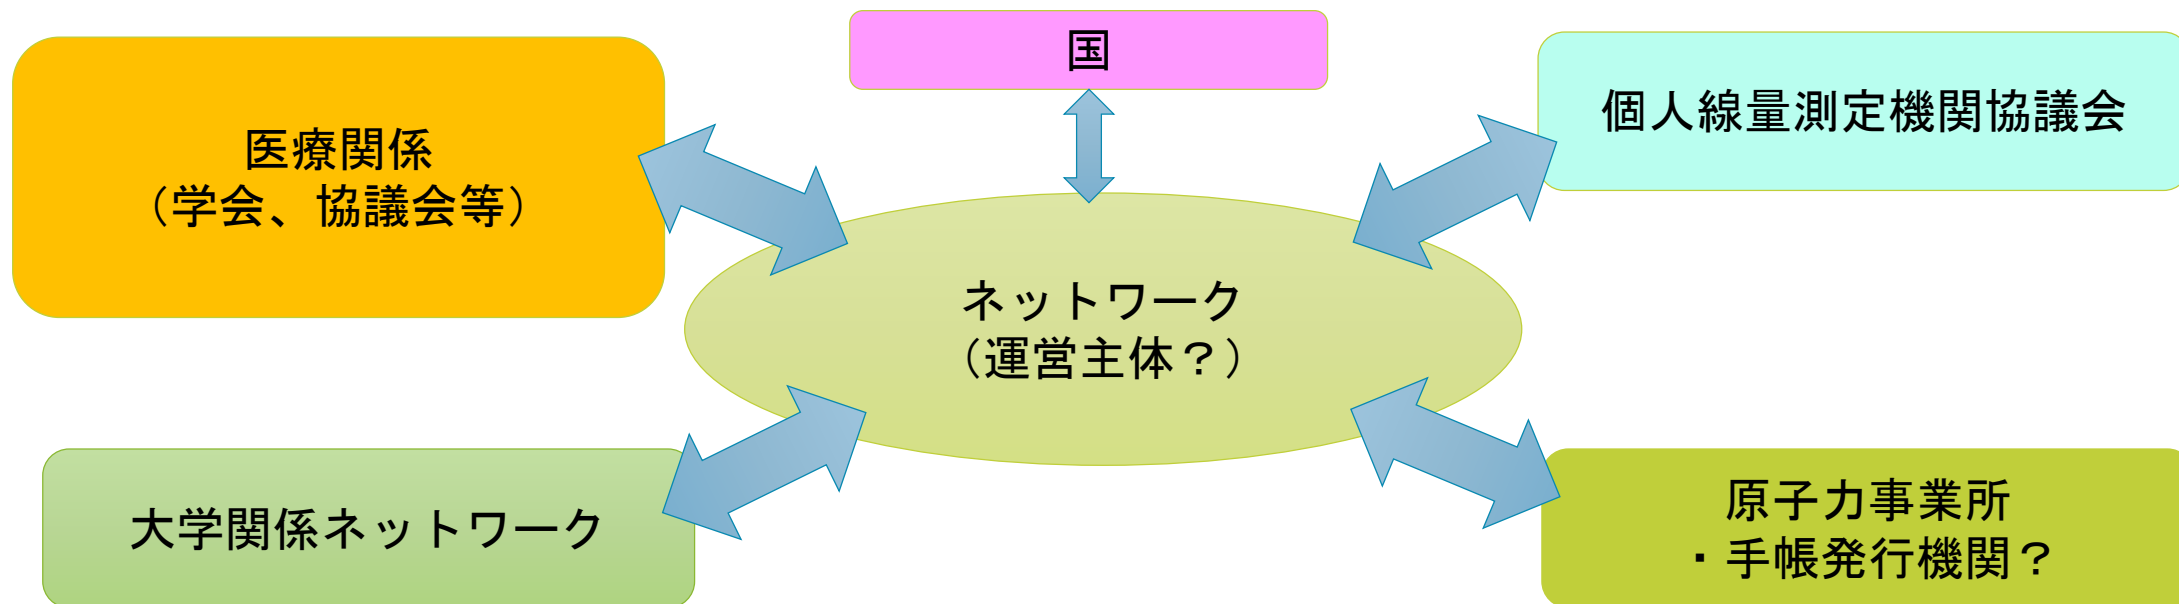 国
医療関係
（学会、協議会等）
個人線量測定機関協議会
ネットワーク
（運営主体？）
大学関係ネットワーク
原子力事業所
・手帳発行機関？